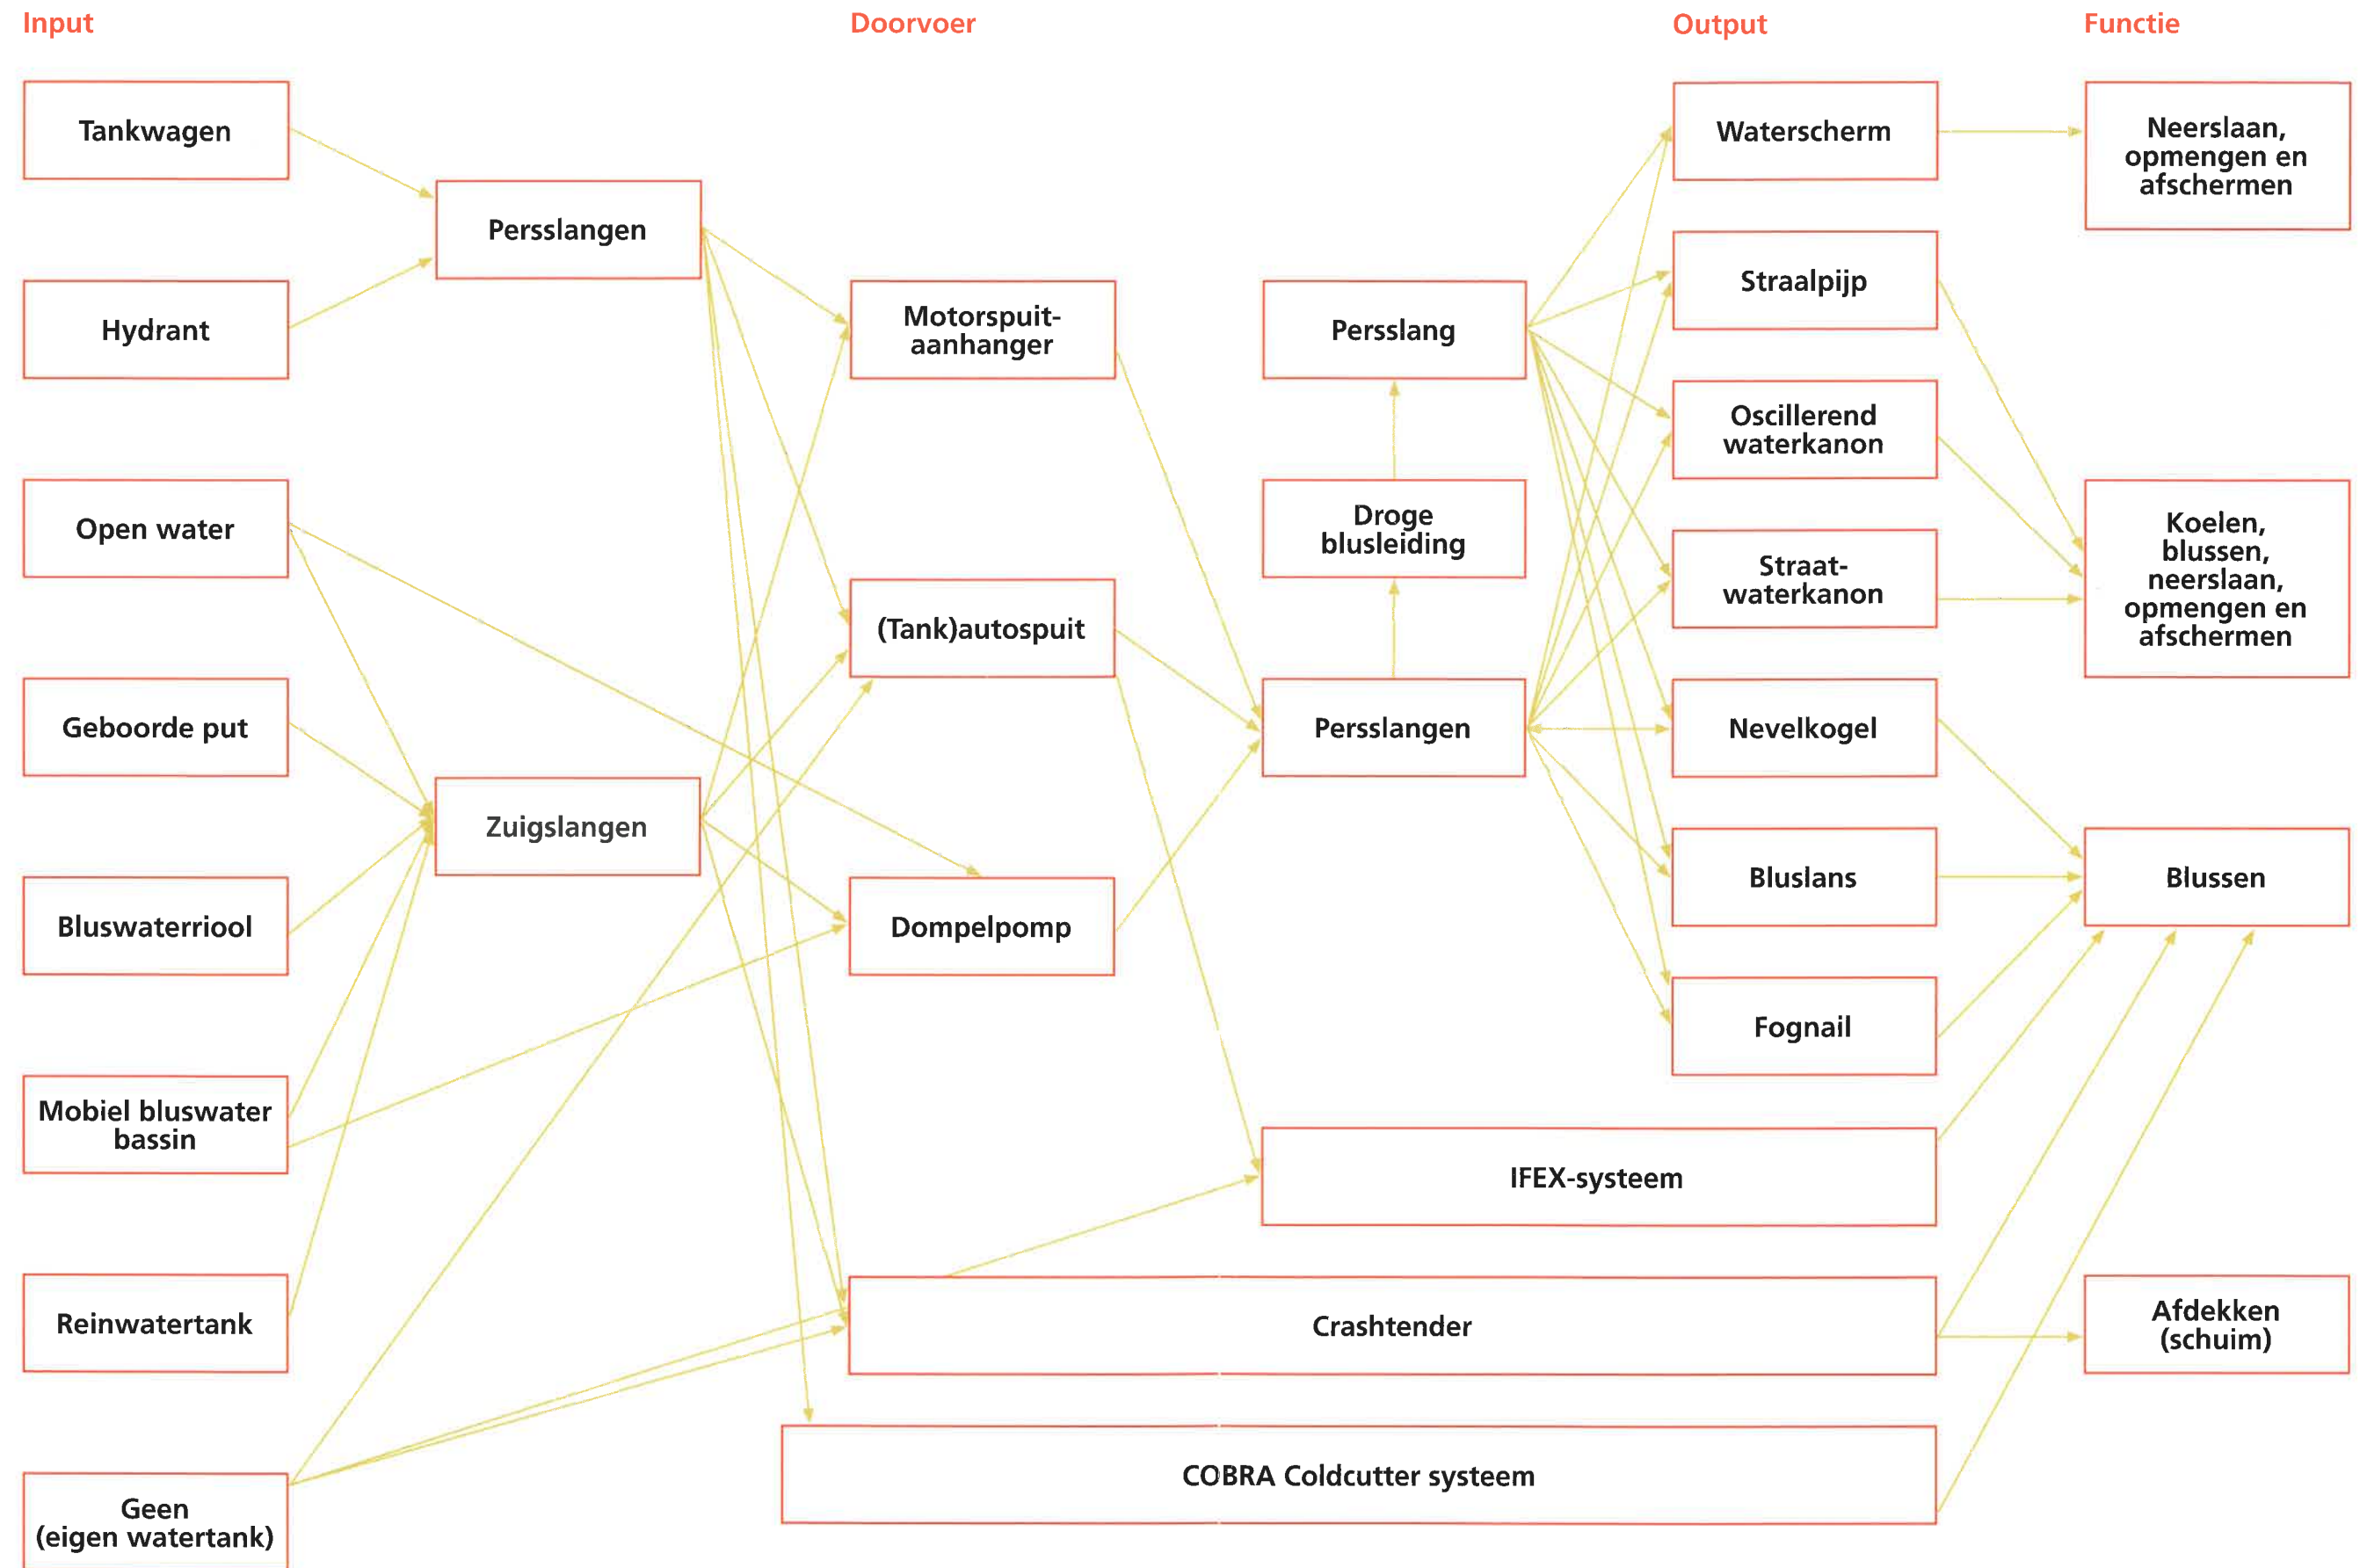 Input
Doorvoer
Output
Functie
Tankwagen
Hydrant
Open water
Geboorde put
Bluswaterriool
Mobiel bluswater
bassin
Reinwatertank
Geen
(eigen watertank)
Persslangen
Zuigslangen
Motorspuit-
aanhanger
(Tank)autospuit
Dompelpomp
Persslang
Droge
blusleiding
Persslangen
Waterscherm
Straalpijp
Oscillerend
waterkanon
Straat-
waterkanon
Nevelkogel
Bluslans
Fognail
IFEX-systeem
Crashtender
COBRA Coldcutter systeem
Neerslaan,
opmengen en
afschermen
Koelen,
blussen,
neerslaan,
opmengen en
afschermen
Blussen
Afdekken
(schuim)